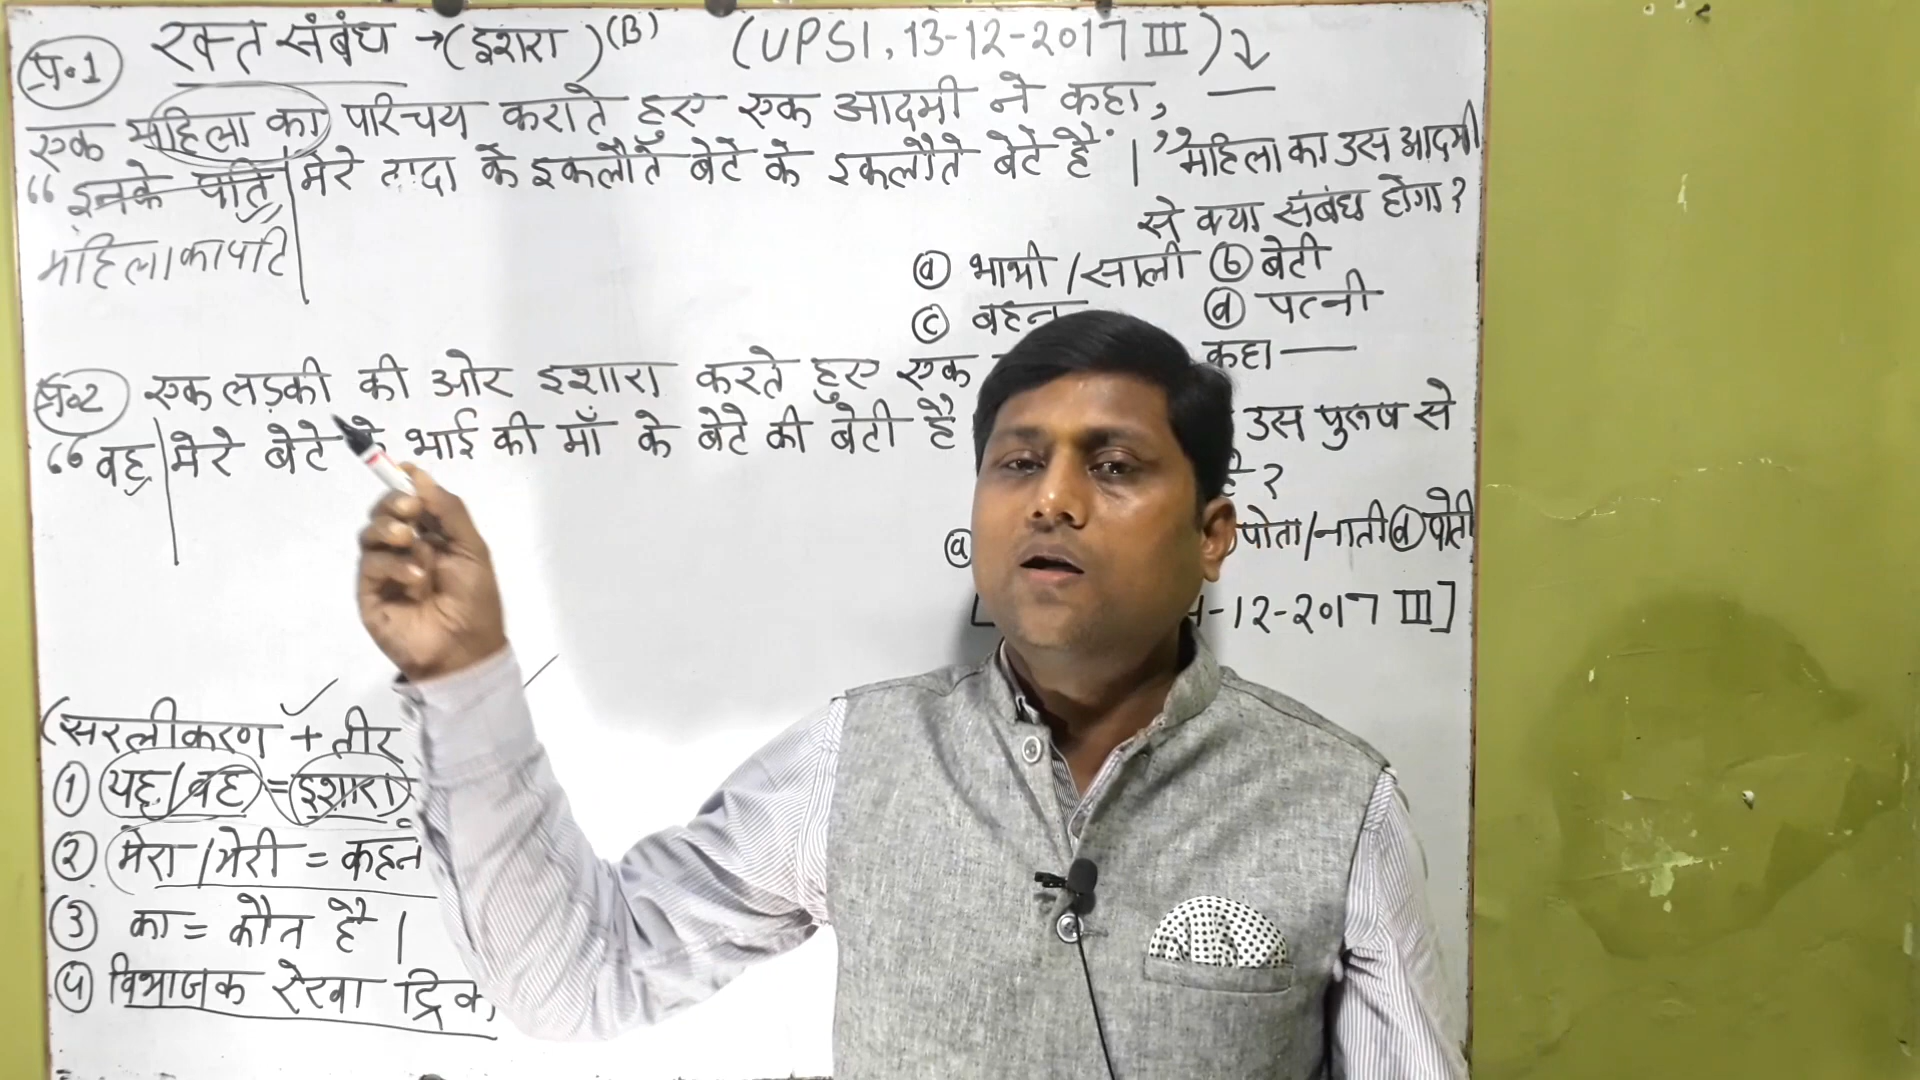 प्र.1 रक्त संबंध → (इशारा) (B) (UPSI, 13-12-2017 III)
एक महिला का परिचय कराते हुए एक आदमी ने कहा,
“इनके पति मेरे दादा के इकलौते बेटे के इकलौते बेटे हैं । ” महिला का उस आदमी
से क्या संबंध होगा ?
महिला का पति
(a) भाभी / साली (b) बेटी
(c) बहन (d) पत्नी
प्र.2 एक लड़की की ओर इशारा करते हुए एक कहा —
“ वह मेरे बेटे के भाई की माँ के बेटे की बेटी है उस पुरूष से
है ?
(a) पोता/नाती (d) पोती
-12-2017 III]
(सरलीकरण + तीर
① यह / वह = इशारा
② मेरा / मेरी = कहन
③ का = कौन है ।
④ विभाजक रेखा ट्रिक